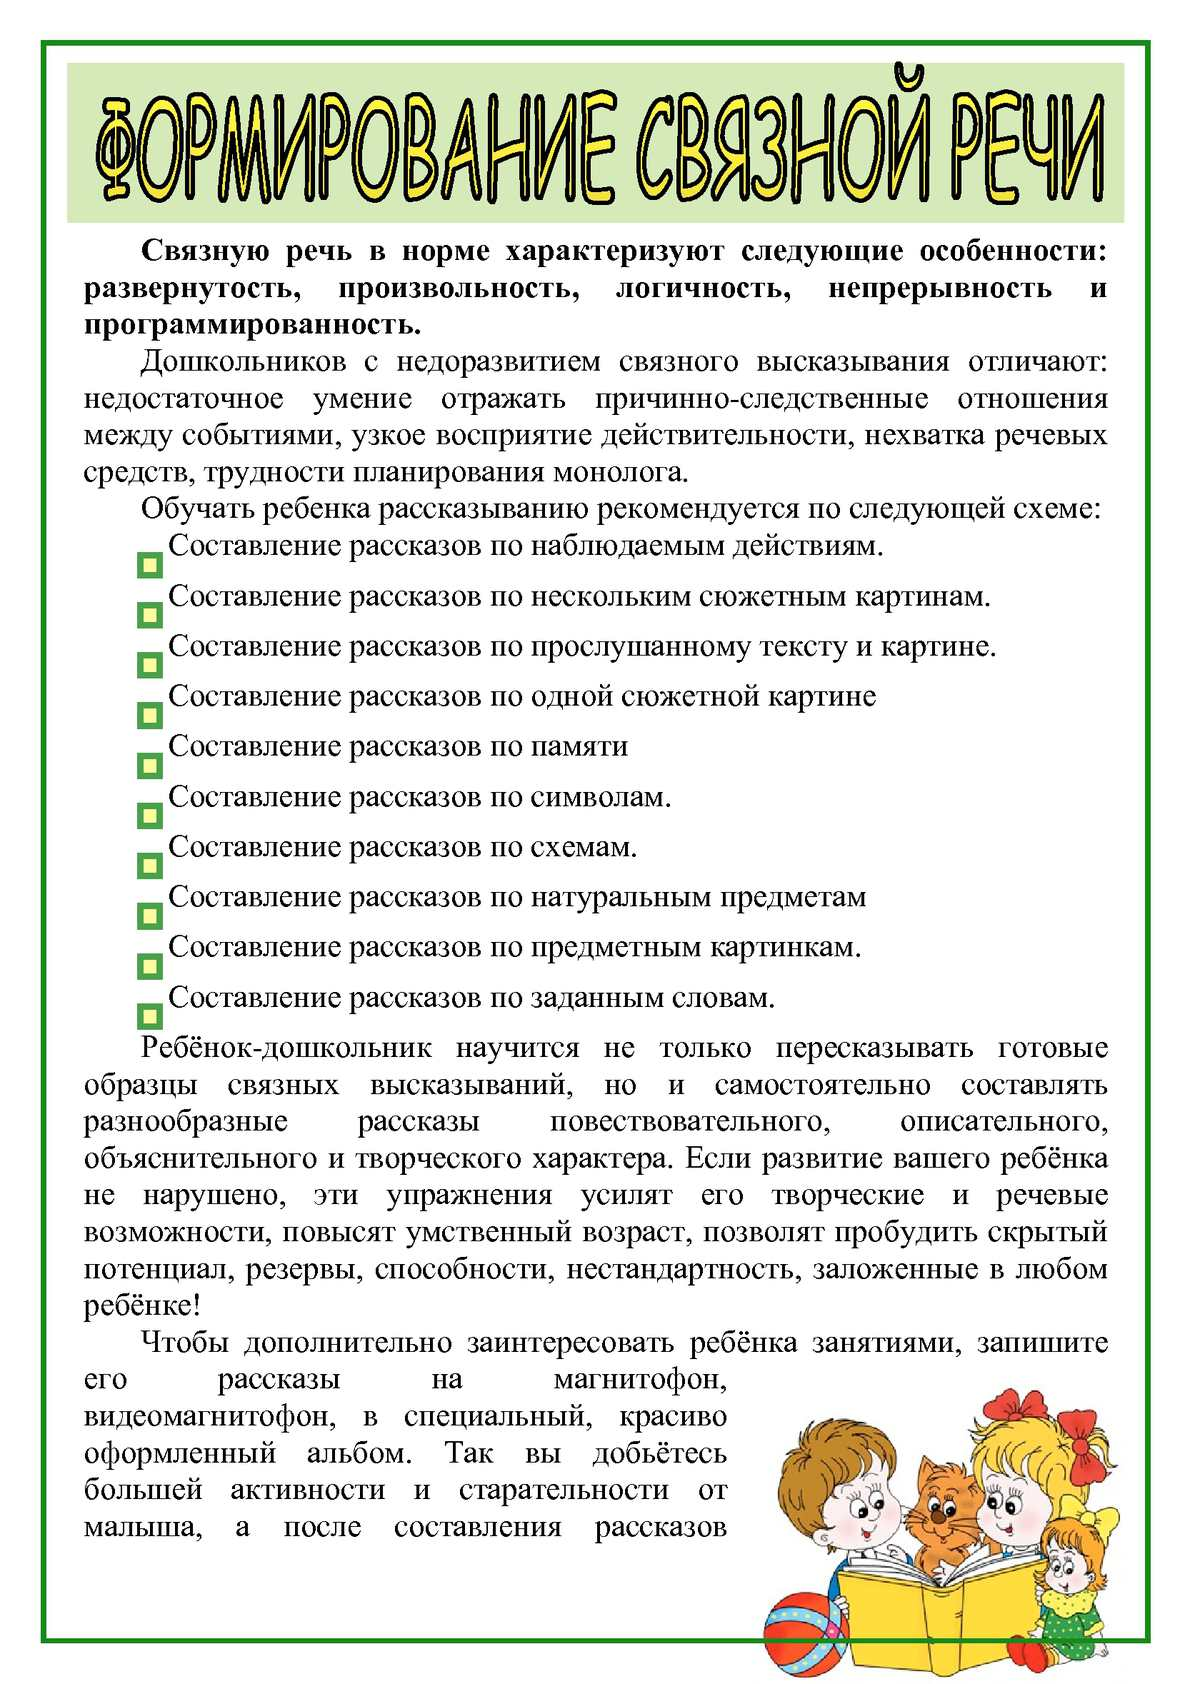 ФОРМИРОВАНИЕ СВЯЗНОЙ РЕЧИ
Связную речь в норме характеризуют следующие особенности:
развернутость, произвольность, логичность, непрерывность и
программированность.
Дошкольников с недоразвитием связного высказывания отличают:
недостаточное умение отражать причинно-следственные отношения
между событиями, узкое восприятие действительности, нехватка речевых
средств, трудности планирования монолога.
Обучать ребенка рассказыванию рекомендуется по следующей схеме:
Составление рассказов по наблюдаемым действиям.
Составление рассказов по нескольким сюжетным картинам.
Составление рассказов по прослушанному тексту и картине.
Составление рассказов по одной сюжетной картине
Составление рассказов по памяти
Составление рассказов по символам.
Составление рассказов по схемам.
Составление рассказов по натуральным предметам
Составление рассказов по предметным картинкам.
Составление рассказов по заданным словам.
Ребёнок-дошкольник научится не только пересказывать готовые
образцы связных высказываний, но и самостоятельно составлять
разнообразные рассказы повествовательного, описательного,
объяснительного и творческого характера. Если развитие вашего ребёнка
не нарушено, эти упражнения усилят его творческие и речевые
возможности, повысят умственный возраст, позволят пробудить скрытый
потенциал, резервы, способности, нестандартность, заложенные в любом
ребёнке!
Чтобы дополнительно заинтересовать ребёнка занятиями, запишите
его рассказы на магнитофон,
видеомагнитофон, в специальный, красиво
оформленный альбом. Так вы добьётесь
большей активности и старательности от
малыша, а после составления рассказов